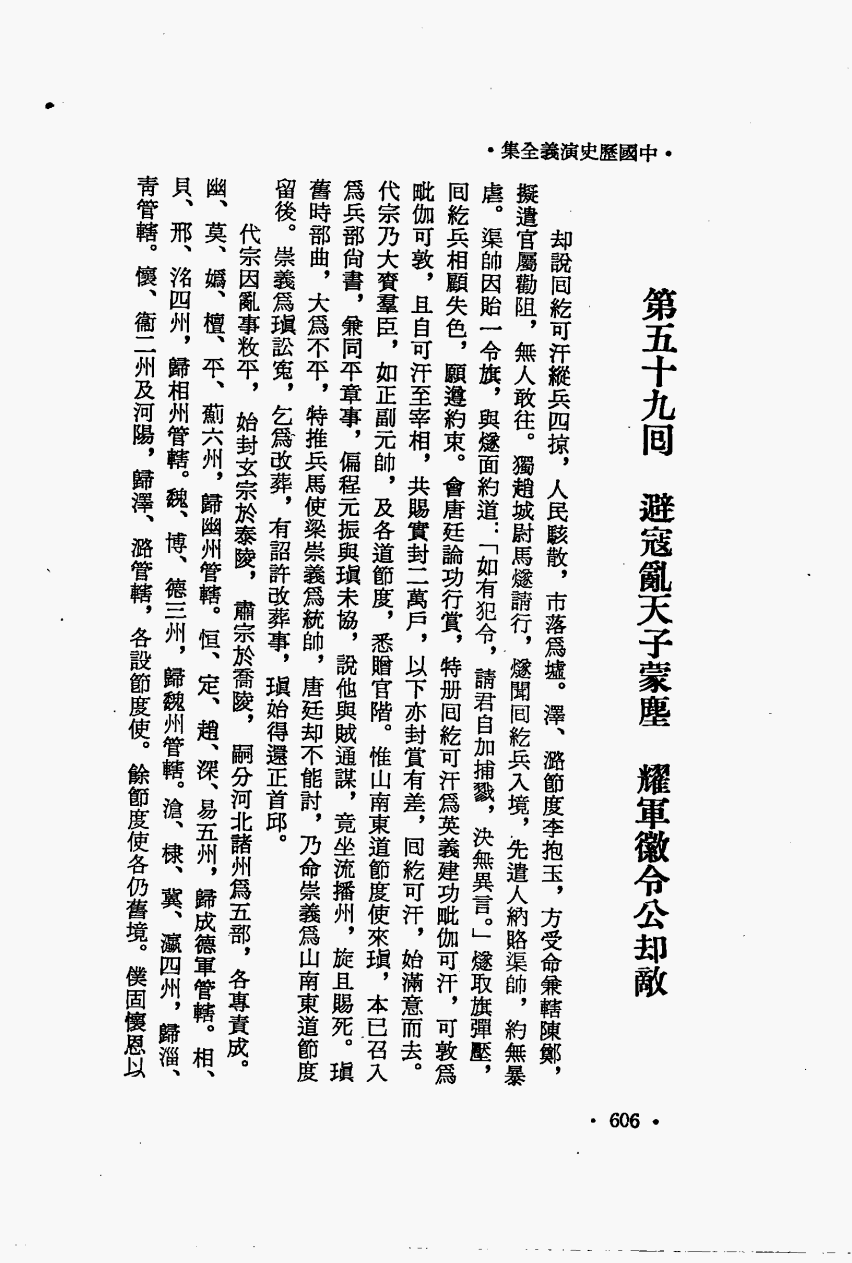 •中國歷史演義全集•
第五十九回　避寇亂天子蒙塵　耀軍徽令公却敵
却說回紇可汗縱兵四掠，人民駭散，市落爲墟。澤、潞節度李抱玉，方受命兼轄陳鄭，
擬遣官屬勸阻，無人敢往。獨趙城尉馬燧請行，燧聞回紇兵入境，先遣人納賂渠帥，約無暴
虐。渠帥因貽一令旗，與燧面約道：「如有犯令，請君自加捕戮，決無異言。」燧取旗彈壓，
回紇兵相顧失色，願遵約束。會唐廷論功行賞，特册回紇可汗爲英義建功毗伽可汗，可敦爲
毗伽可敦，且自可汗至宰相，共賜實封二萬戶，以下亦封賞有差，回紇可汗，始滿意而去。
代宗乃大賚羣臣，如正副元帥，及各道節度，悉贈官階。惟山南東道節度使來瑱，本已召入
爲兵部尙書，兼同平章事，偏程元振與瑱未協，說他與賊通謀，竟坐流播州，旋且賜死。瑱
舊時部曲，大爲不平，特推兵馬使梁崇義爲統帥，唐廷却不能討，乃命崇義爲山南東道節度
留後。崇義爲瑱訟寃，乞爲改葬，有詔許改葬事，瑱始得還正首邱。
代宗因亂事敉平，始封玄宗於泰陵，肅宗於喬陵，嗣分河北諸州爲五部，各專責成。
幽、莫、嬀、檀、平、薊六州，歸幽州管轄。恒、定、趙、深、易五州，歸成德軍管轄。相、
貝、邢、洺四州，歸相州管轄。魏、博、德三州，歸魏州管轄。滄、棣、冀、瀛四州，歸淄、
靑管轄。懷、衞二州及河陽，歸澤、潞管轄，各設節度使。餘節度使各仍舊境。僕固懷恩以
• 606 •